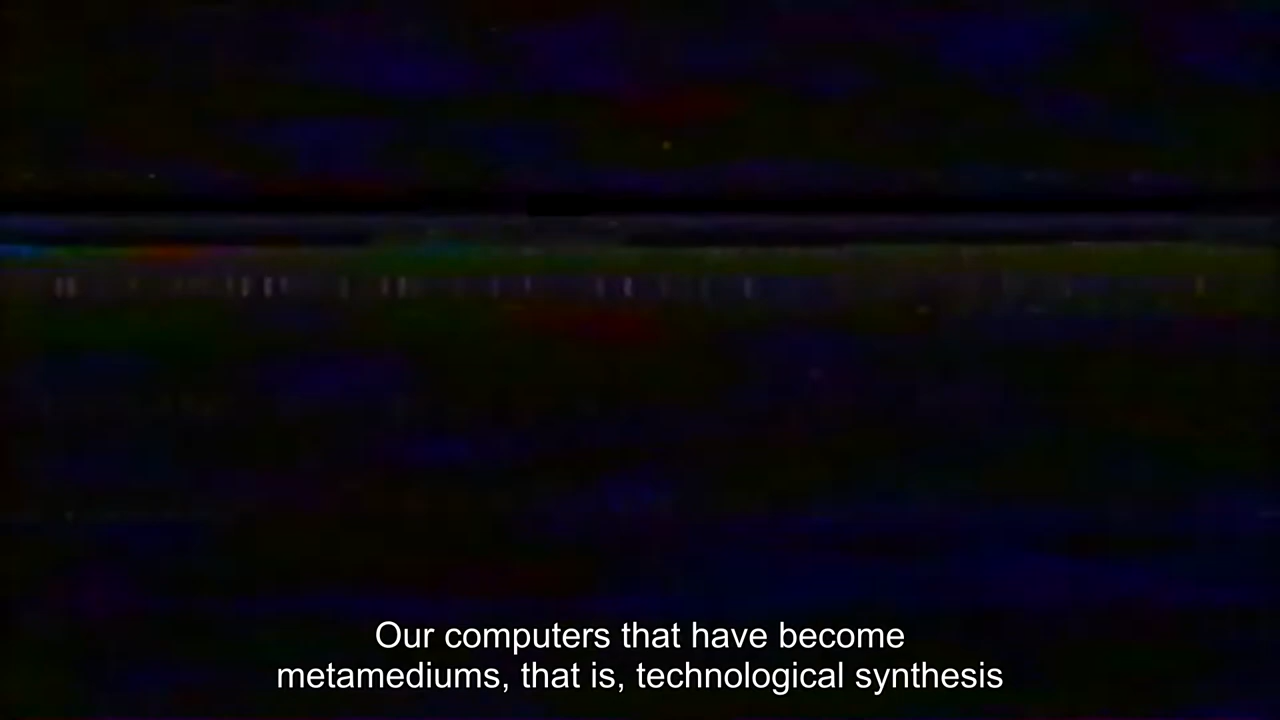 Our computers that have become
metamediums, that is, technological synthesis